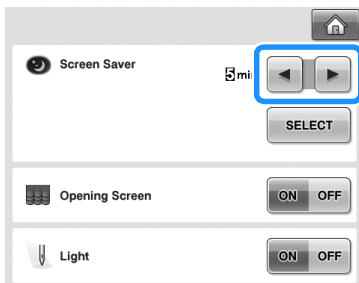 Screen Saver
5 mi
SELECT
Opening Screen
ON OFF
Light
ON OFF